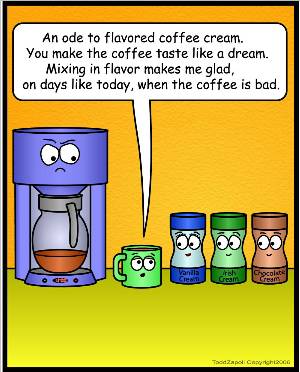 An ode to flavored coffee cream.
You make the coffee taste like a dream.
Mixing in flavor makes me glad,
on days like today, when the coffee is bad.
Vanilla
Cream
Irish
Cream
Chocolate
Cream
ToddZapoli Copyright2006